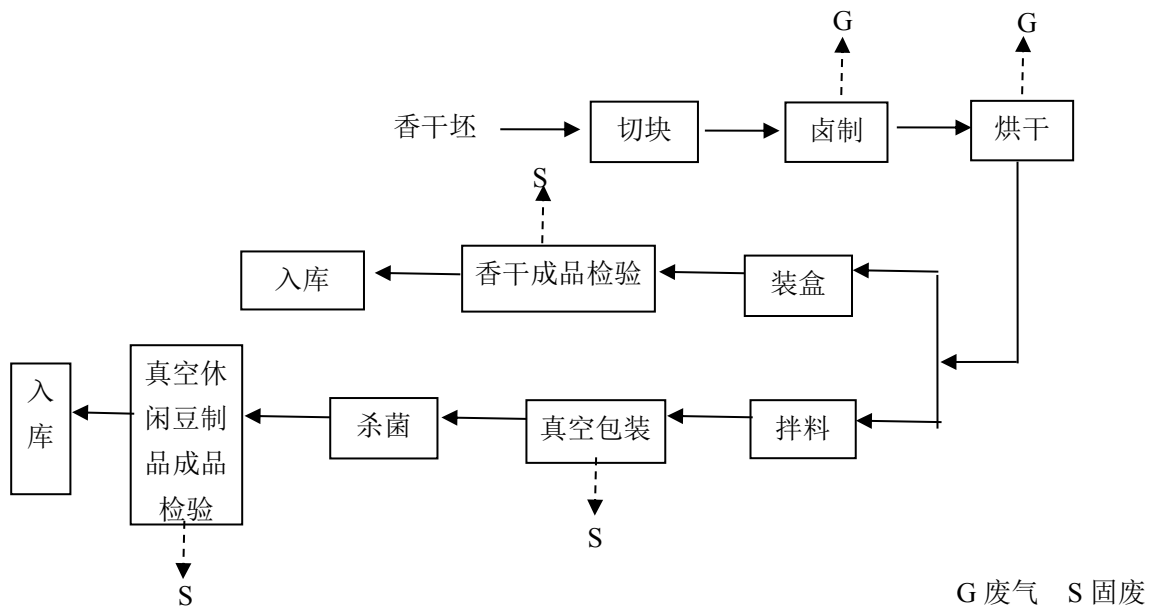 G
G
香干坯
切块
卤制
烘干
S
入库
香干成品检验
装盒
入
库
真空休
闲豆制
品成品
检验
杀菌
真空包装
拌料
S
S
G 废气 S 固废